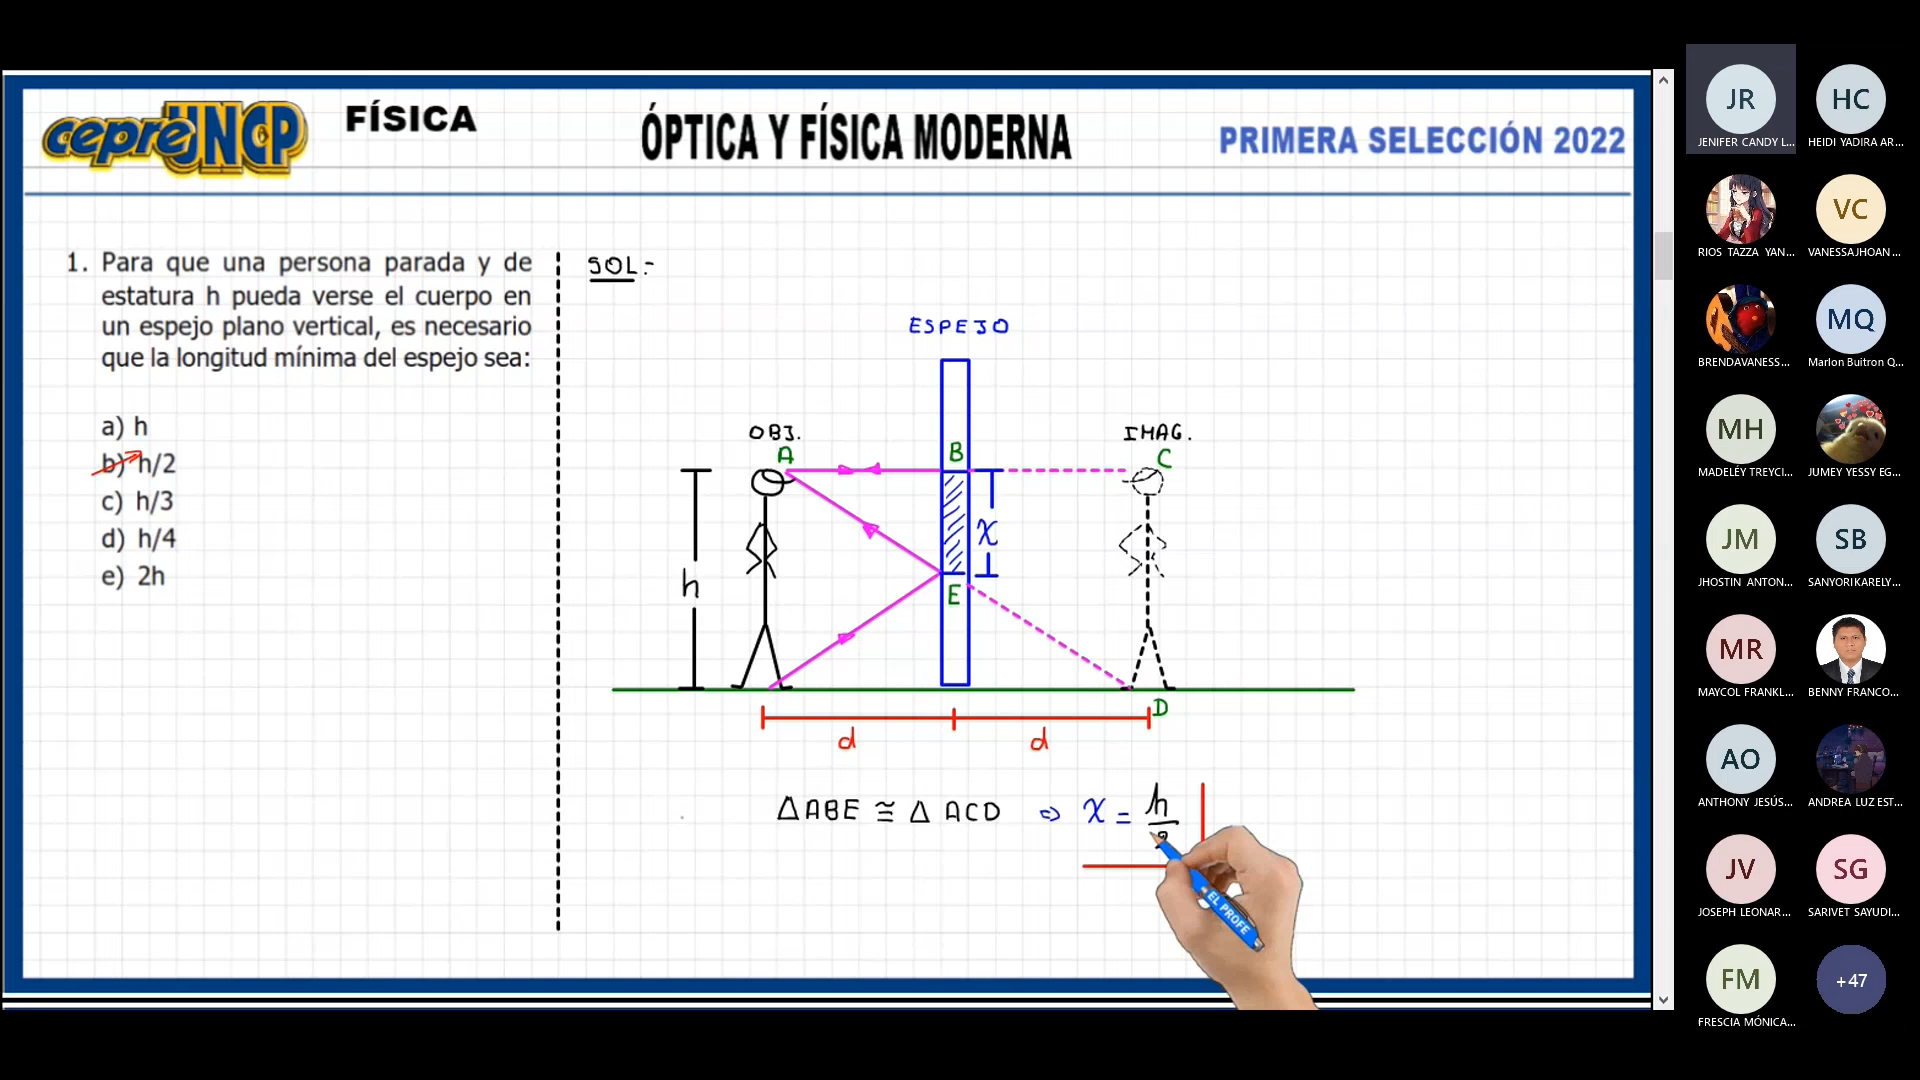 cepreUNCP
FÍSICA
ÓPTICA Y FÍSICA MODERNA
PRIMERA SELECCIÓN 2022
1. Para que una persona parada y de
estatura h pueda verse el cuerpo en
un espejo plano vertical, es necesario
que la longitud mínima del espejo sea:
a) h
b) h/2
c) h/3
d) h/4
e) 2h
SOL:-
ESPEJO
OBJ.
IMAG.
A
B
C
x
h
E
D
d
d
△ABE ≅ △ ACD ⇨ x = h/2
EL PROFE
JR
JENIFER CANDY L...
HC
HEIDI YADIRA AR...
RIOS TAZZA YAN...
VC
VANESSAJHOAN...
BRENDAVANESS...
MQ
Marlon Buitron Q...
MH
MADELÉY TREYCI...
JUMEY YESSY EG...
JM
JHOSTIN ANTON...
SB
SANYORIKARELY...
MR
MAYCOL FRANKL...
BENNY FRANCO...
AO
ANTHONY JESÚS...
ANDREA LUZ EST...
JV
JOSEPH LEONAR...
SG
SARIVET SAYUDI...
FM
FRESCIA MÓNICA...
+47